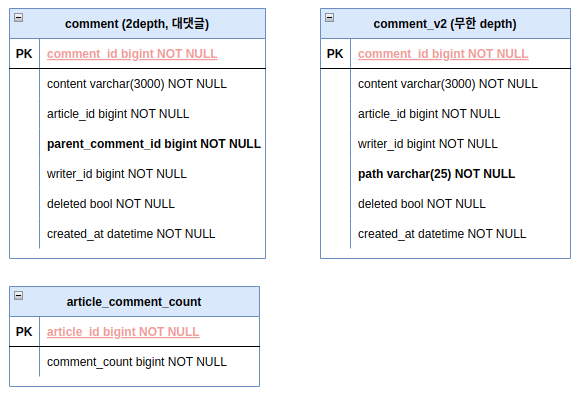 comment (2depth, 대댓글)
PK comment_id bigint NOT NULL
content varchar(3000) NOT NULL
article_id bigint NOT NULL
parent_comment_id bigint NOT NULL
writer_id bigint NOT NULL
deleted bool NOT NULL
created_at datetime NOT NULL
comment_v2 (무한 depth)
PK comment_id bigint NOT NULL
content varchar(3000) NOT NULL
article_id bigint NOT NULL
writer_id bigint NOT NULL
path varchar(25) NOT NULL
deleted bool NOT NULL
created_at datetime NOT NULL
article_comment_count
PK article_id bigint NOT NULL
comment_count bigint NOT NULL